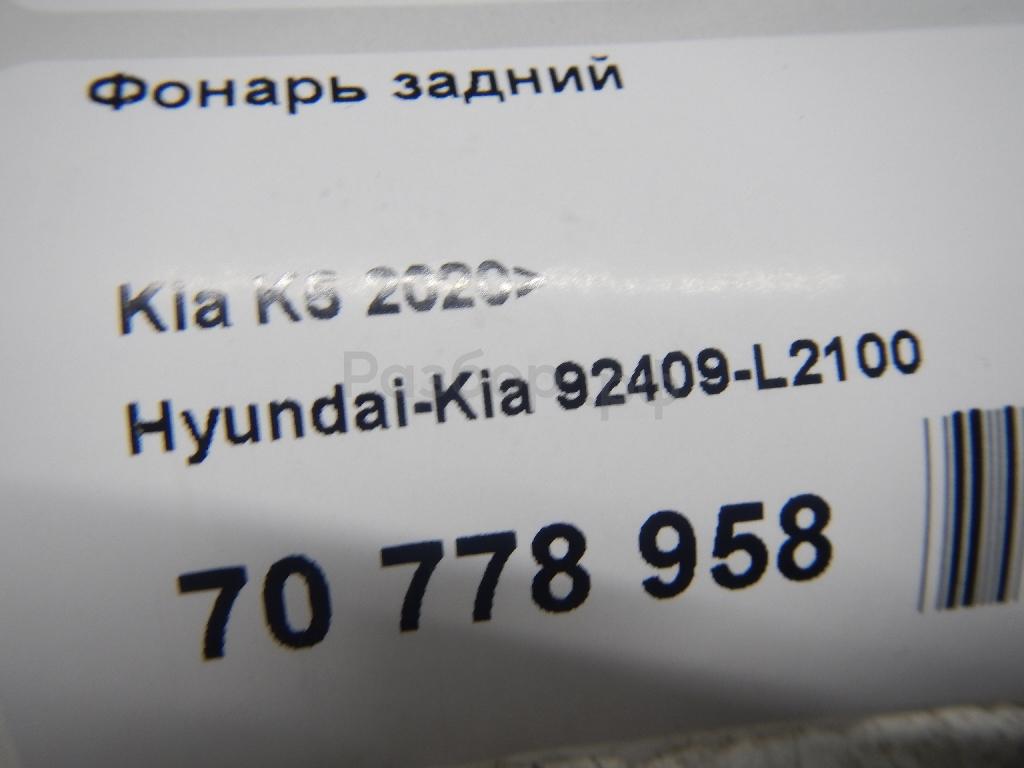 Фонарь задний
Kia K5 2020>
Hyundai-Kia 92409-L2100
70 778 958